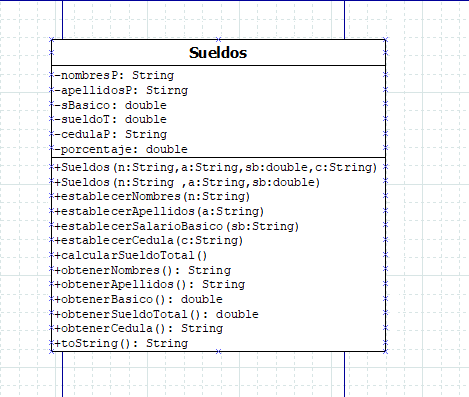 Sueldos
-nombresP: String
-apellidosP: Stirng
-sBasico: double
-sueldoT: double
-cedulaP: String
-porcentaje: double
+Sueldos(n:String,a:String,sb:double,c:String)
+Sueldos(n:String ,a:String,sb:double)
+establecerNombres(n:String)
+establecerApellidos(a:String)
+establecerSalarioBasico(sb:String)
+establecerCedula(c:String)
+calcularSueldoTotal()
+obtenerNombres(): String
+obtenerApellidos(): String
+obtenerBasico(): double
+obtenerSueldoTotal(): double
+obtenerCedula(): String
+toString(): String